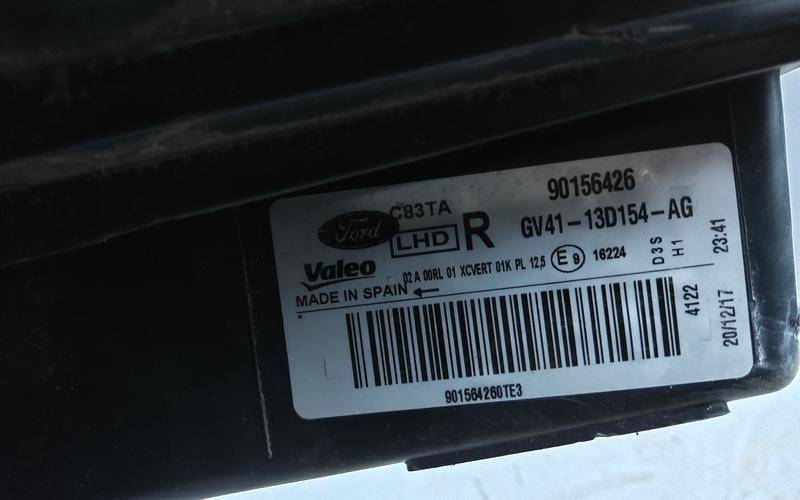 90156426
C83TA
Ford
LHD R GV41-13D154-AG
Valeo
02 A 00RL 01 XCVERT 01K PL 12,5 E9 16224
D3S
H1
23:41
MADE IN SPAIN
4122
20/12/17
901564260TE3